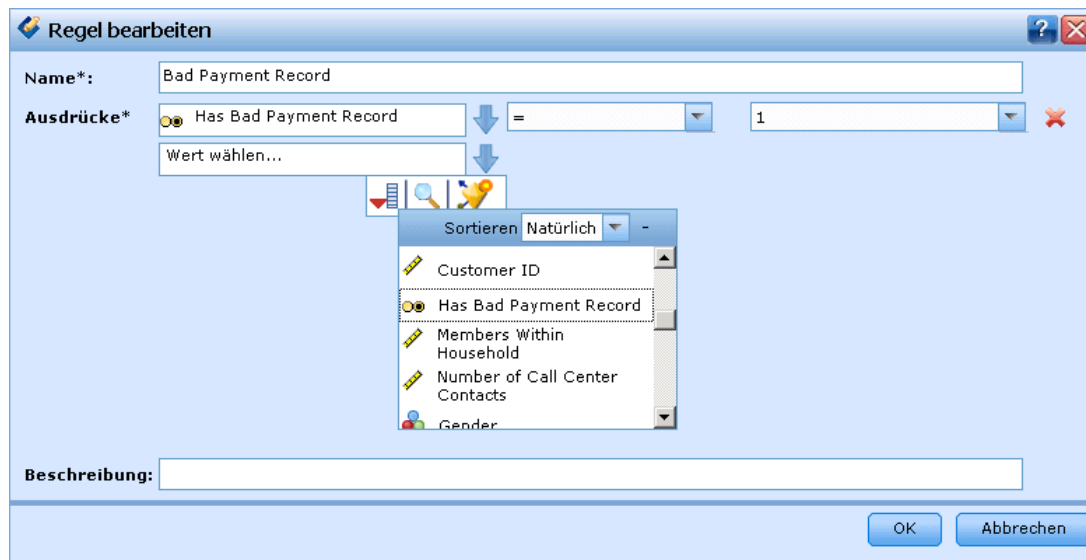 Regel bearbeiten ?
Name*: Bad Payment Record
Ausdrücke* Has Bad Payment Record = 1
Wert wählen...
Sortieren Natürlich -
Customer ID
Has Bad Payment Record
Members Within
Household
Number of Call Center
Contacts
Gender
Beschreibung:
OK Abbrechen